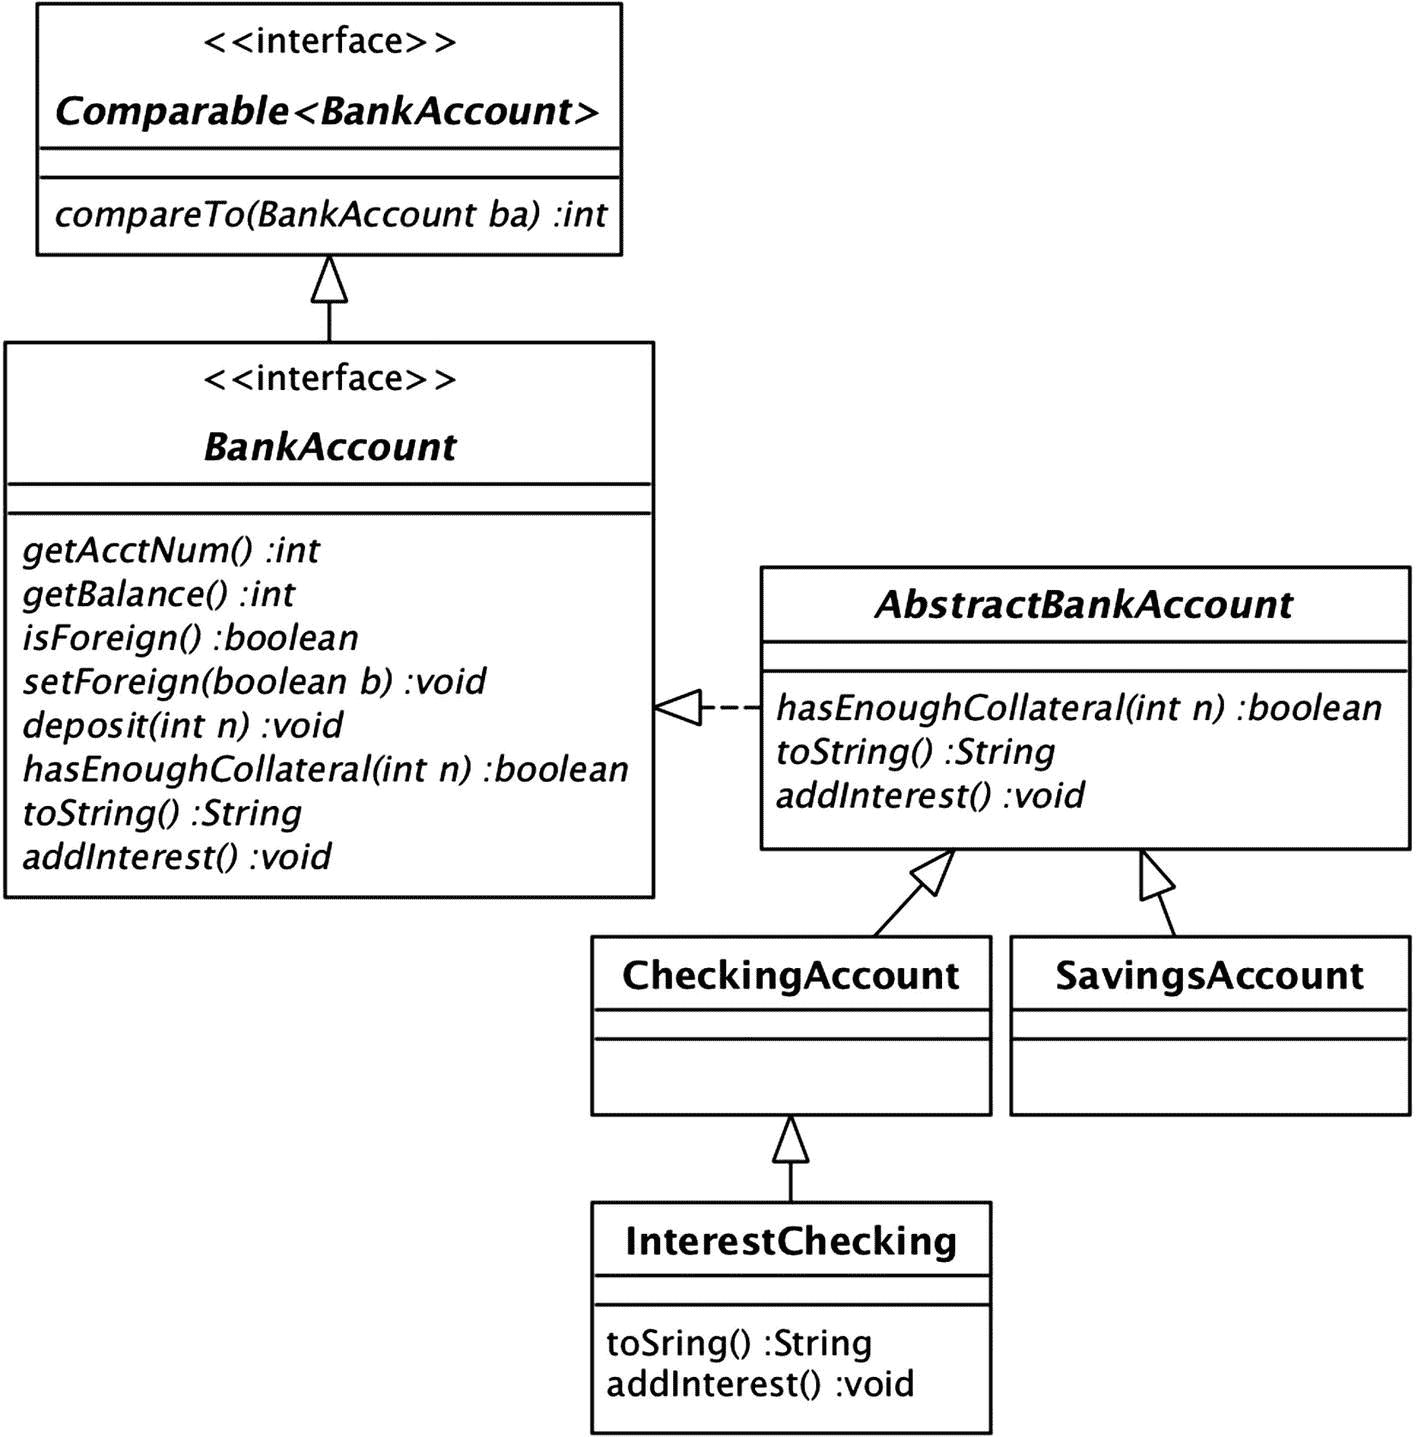 <<interface>>
Comparable<BankAccount>
compareTo(BankAccount ba) :int
<<interface>>
BankAccount
getAcctNum() :int
getBalance() :int
isForeign() :boolean
setForeign(boolean b) :void
deposit(int n) :void
hasEnoughCollateral(int n) :boolean
toString() :String
addInterest() :void
AbstractBankAccount
hasEnoughCollateral(int n) :boolean
toString() :String
addInterest() :void
CheckingAccount
SavingsAccount
InterestChecking
toSring() :String
addInterest() :void